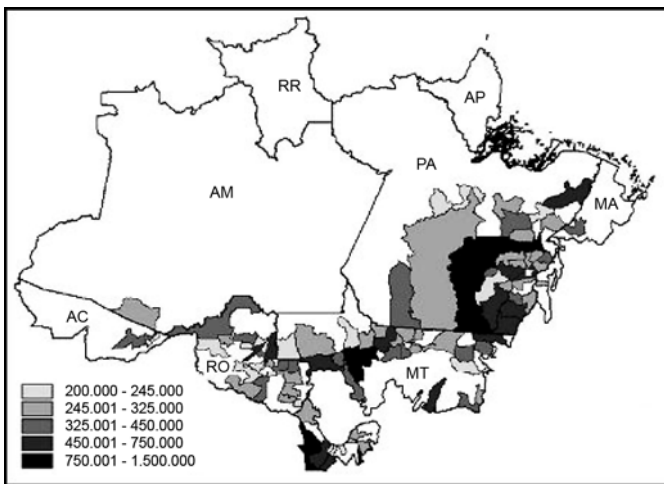 RR
AP
AM
PA
MA
AC
RO
MT
200.000 - 245.000
245.001 - 325.000
325.001 - 450.000
450.001 - 750.000
750.001 - 1.500.000